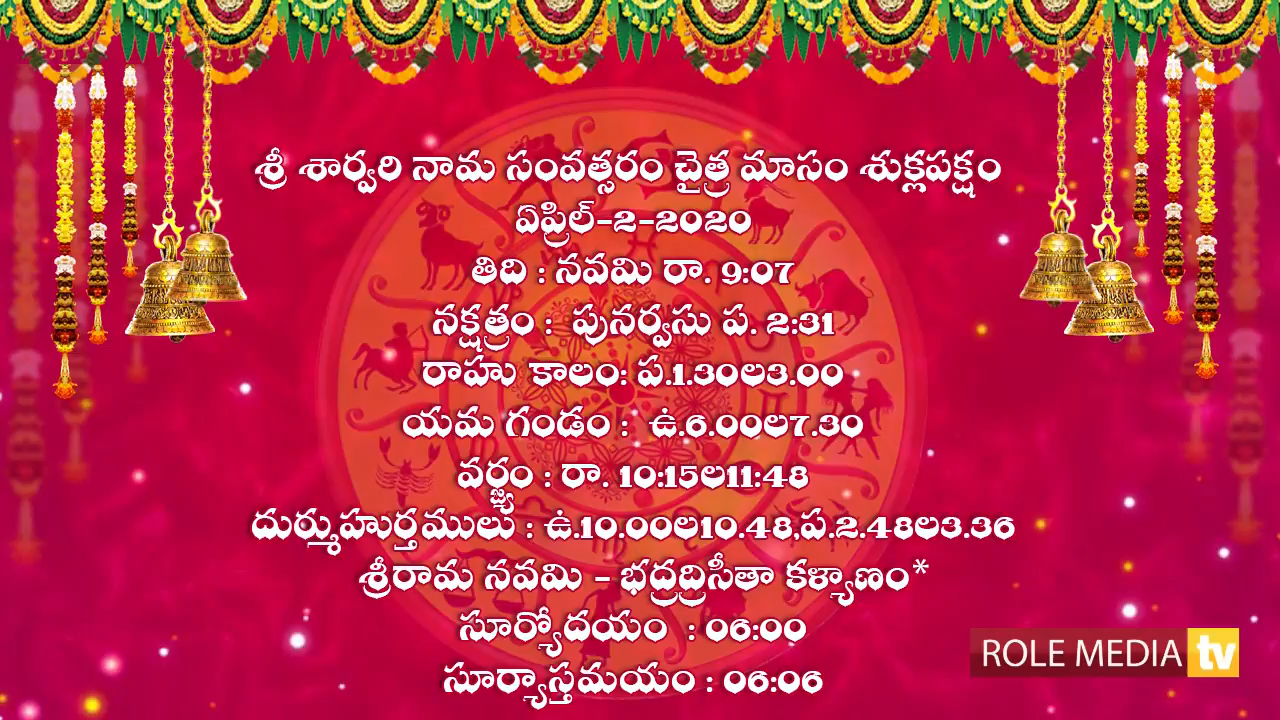 శ్రీ శార్వరి నామ సంవత్సరం చైత్ర మాసం శుక్లపక్షం
ఏప్రిల్-2-2020
తిది : నవమి రా. 9:07
నక్షత్రం : పునర్వసు ప. 2:31
రాహు కాలం: ప.1.30ల3.00
యమ గండం : ఉ.6.00ల7.30
వర్జ్యం : రా. 10:15ల11:48
దుర్ముహుర్తములు : ఉ.10.00ల10.48,ప.2.48ల3.36
శ్రీరామ నవమి - భద్రద్రిసీతా కళ్యాణం*
సూర్యోదయం : 06:00
సూర్యాస్తమయం : 06:06
ROLE MEDIA tv